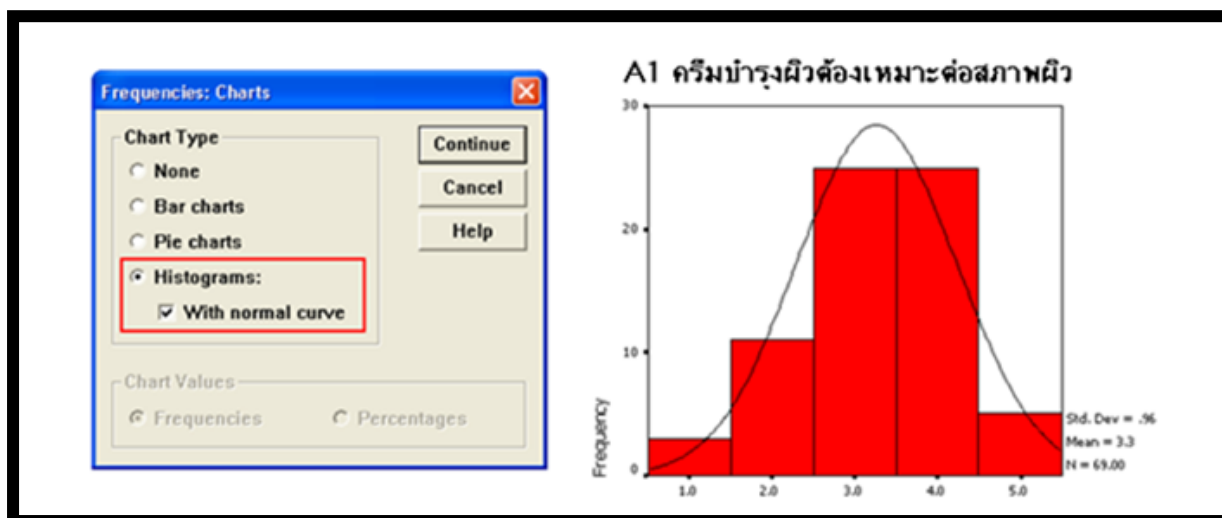 Frequencies: Charts
Chart Type
None
Bar charts
Pie charts
Histograms:
With normal curve
Continue
Cancel
Help
Chart Values
Frequencies
Percentages
A1 ครีมบำรุงผิวต้องเหมาะต่อสภาพผิว
30
20
10
0
Frequency
1.0 2.0 3.0 4.0 5.0
Std. Dev = .96
Mean = 3.3
N = 69.00